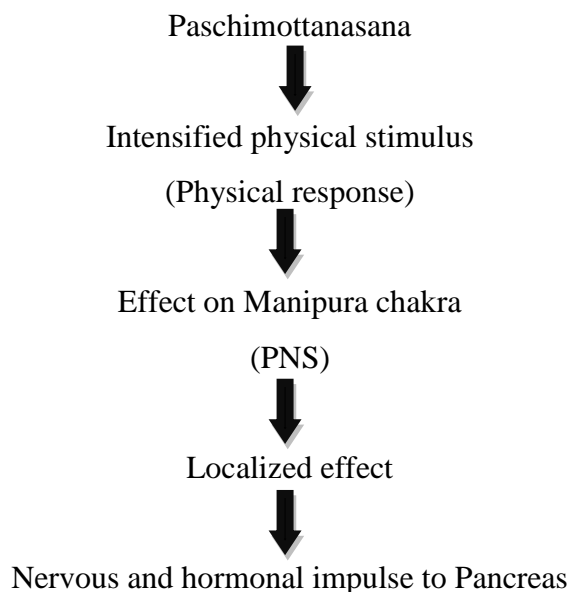 Paschimottanasana
Intensified physical stimulus
(Physical response)
Effect on Manipura chakra
(PNS)
Localized effect
Nervous and hormonal impulse to Pancreas